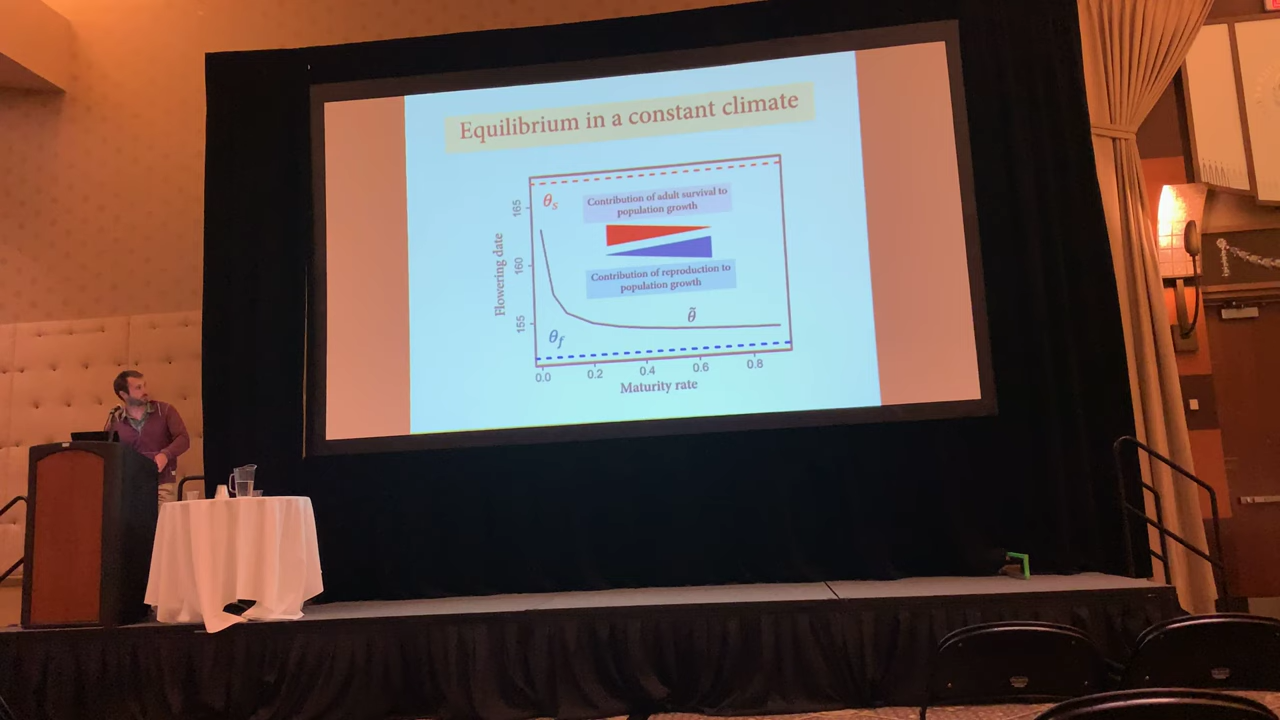 Equilibrium in a constant climate
θs
Contribution of adult survival to
population growth
Contribution of reproduction to
population growth
θ̃
θf
Flowering date
165
160
155
0.0 0.2 0.4 0.6 0.8
Maturity rate